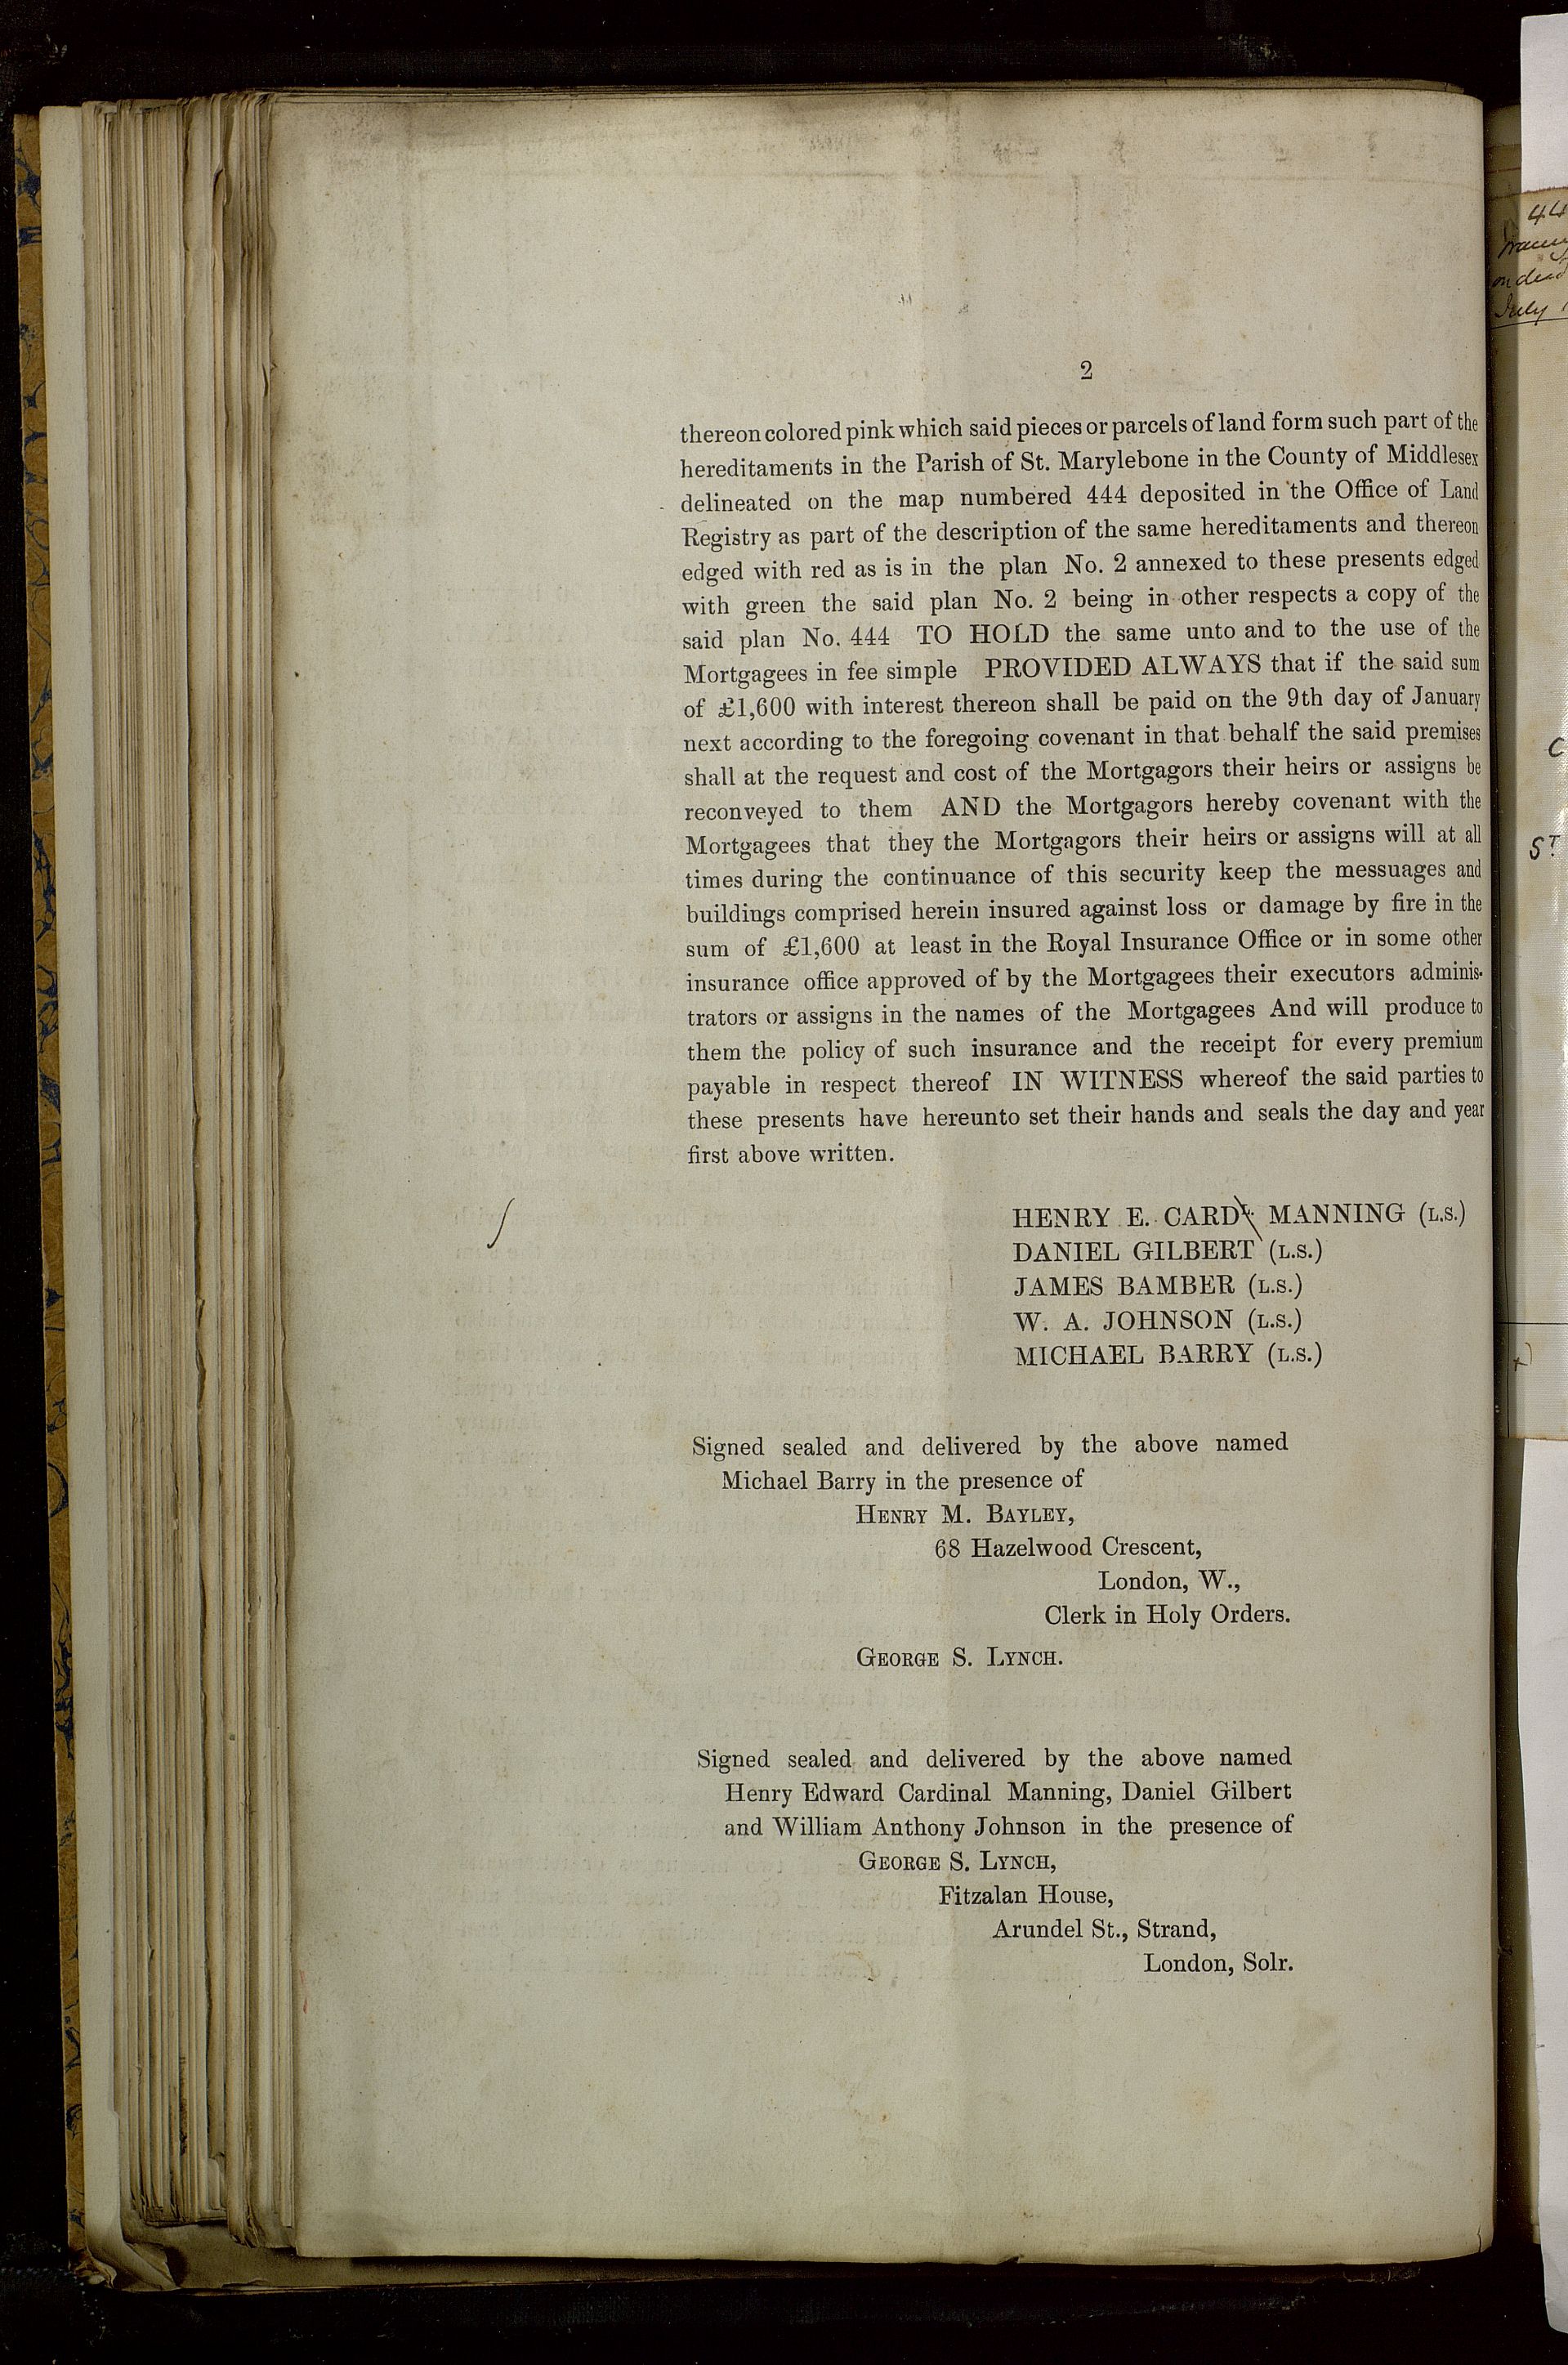 2
thereon colored pink which said pieces or parcels of land form such part of the
hereditaments in the Parish of St. Marylebone in the County of Middlesex
delineated on the map numbered 444 deposited in the Office of Land
Registry as part of the description of the same hereditaments and thereon
edged with red as is in the plan No. 2 annexed to these presents edged
with green the said plan No. 2 being in other respects a copy of the
said plan No. 444 TO HOLD the same unto and to the use of the
Mortgagees in fee simple PROVIDED ALWAYS that if the said sum
of £1,600 with interest thereon shall be paid on the 9th day of January
next according to the foregoing covenant in that behalf the said premises
shall at the request and cost of the Mortgagors their heirs or assigns be
reconveyed to them AND the Mortgagors hereby covenant with the
Mortgagees that they the Mortgagors their heirs or assigns will at all
times during the continuance of this security keep the messuages and
buildings comprised herein insured against loss or damage by fire in the
sum of £1,600 at least in the Royal Insurance Office or in some other
insurance office approved of by the Mortgagees their executors adminis-
trators or assigns in the names of the Mortgagees And will produce to
them the policy of such insurance and the receipt for every premium
payable in respect thereof IN WITNESS whereof the said parties to
these presents have hereunto set their hands and seals the day and year
first above written.
HENRY E. CARDL. MANNING (L.S.)
DANIEL GILBERT (L.S.)
JAMES BAMBER (L.S.)
W. A. JOHNSON (L.S.)
MICHAEL BARRY (L.S.)
Signed sealed and delivered by the above named
Michael Barry in the presence of
HENRY M. BAYLEY,
68 Hazelwood Crescent,
London, W.,
Clerk in Holy Orders.
GEORGE S. LYNCH.
Signed sealed and delivered by the above named
Henry Edward Cardinal Manning, Daniel Gilbert
and William Anthony Johnson in the presence of
GEORGE S. LYNCH,
Fitzalan House,
Arundel St., Strand,
London, Solr.
44
July
C
ST